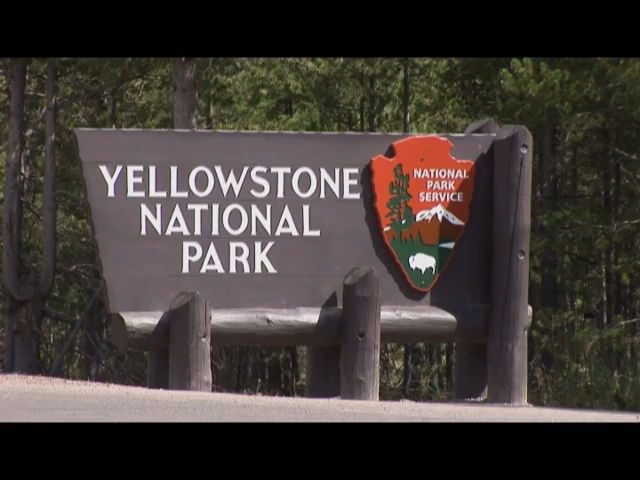 YELLOWSTONE
NATIONAL
PARK
NATIONAL
PARK
SERVICE